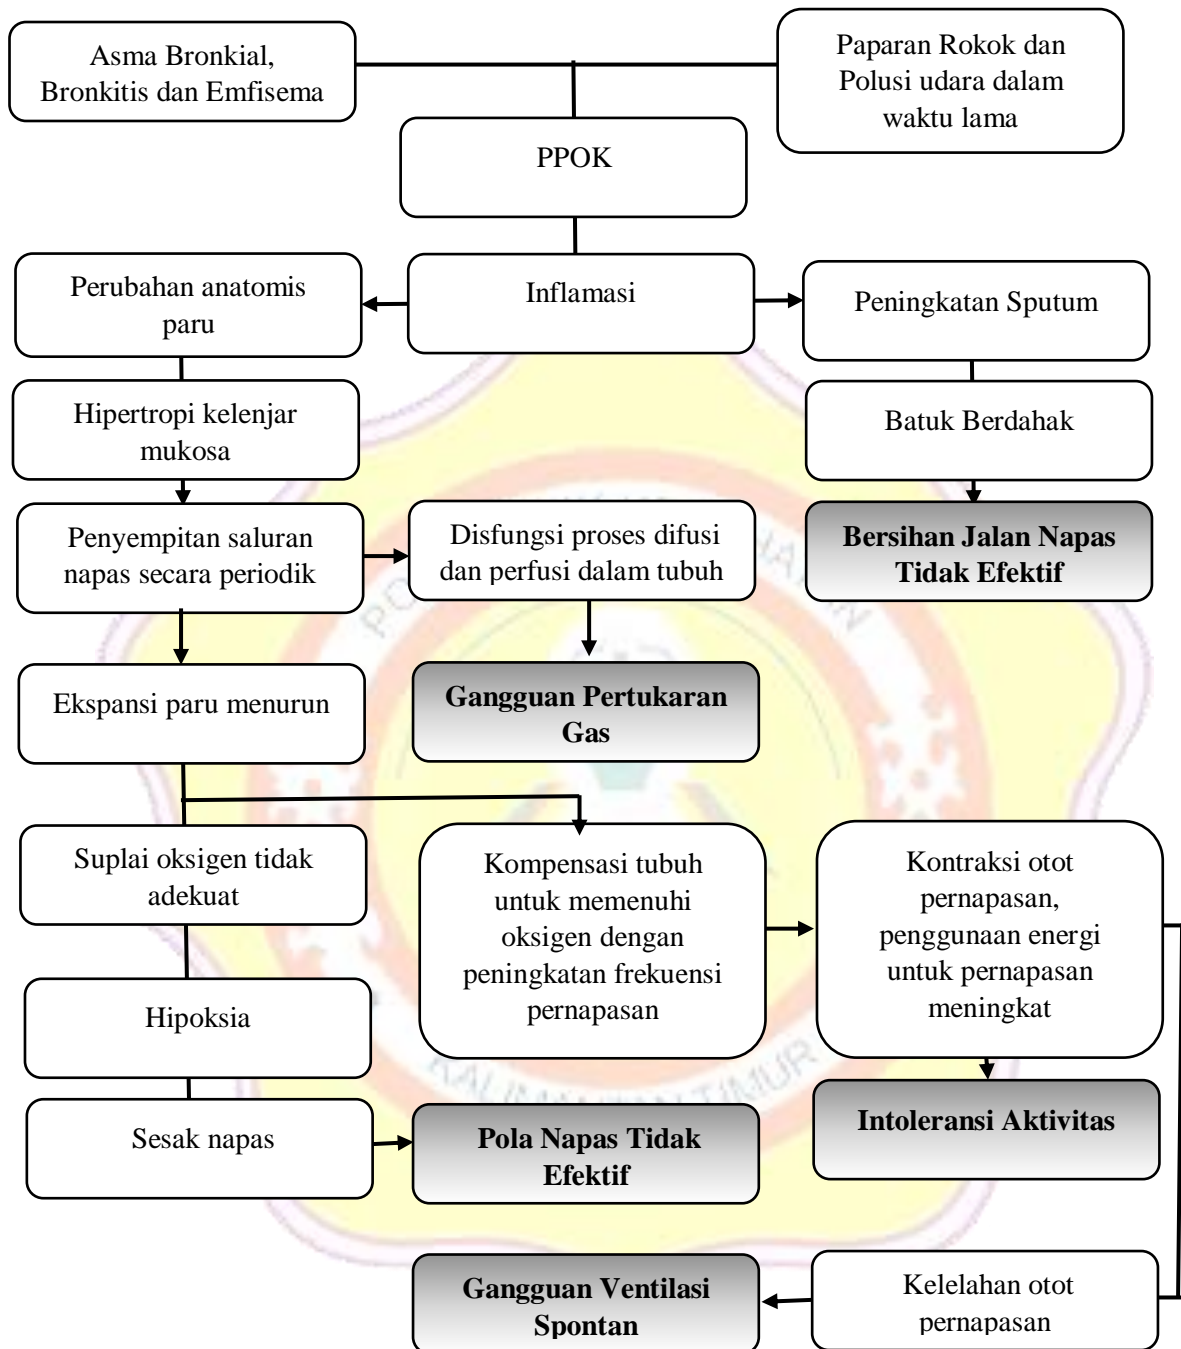 Asma Bronkial,
Bronkitis dan Emfisema
Paparan Rokok dan
Polusi udara dalam
waktu lama
PPOK
Perubahan anatomis
paru
Inflamasi
Peningkatan Sputum
Hipertropi kelenjar
mukosa
Batuk Berdahak
Penyempitan saluran
napas secara periodik
Disfungsi proses difusi
dan perfusi dalam tubuh
Bersihan Jalan Napas
Tidak Efektif
Ekspansi paru menurun
Gangguan Pertukaran
Gas
Suplai oksigen tidak
adekuat
Kompensasi tubuh
untuk memenuhi
oksigen dengan
peningkatan frekuensi
pernapasan
Kontraksi otot
pernapasan,
penggunaan energi
untuk pernapasan
meningkat
Hipoksia
Sesak napas
Pola Napas Tidak
Efektif
Intoleransi Aktivitas
Gangguan Ventilasi
Spontan
Kelelahan otot
pernapasan
KALIMANTAN TIMUR